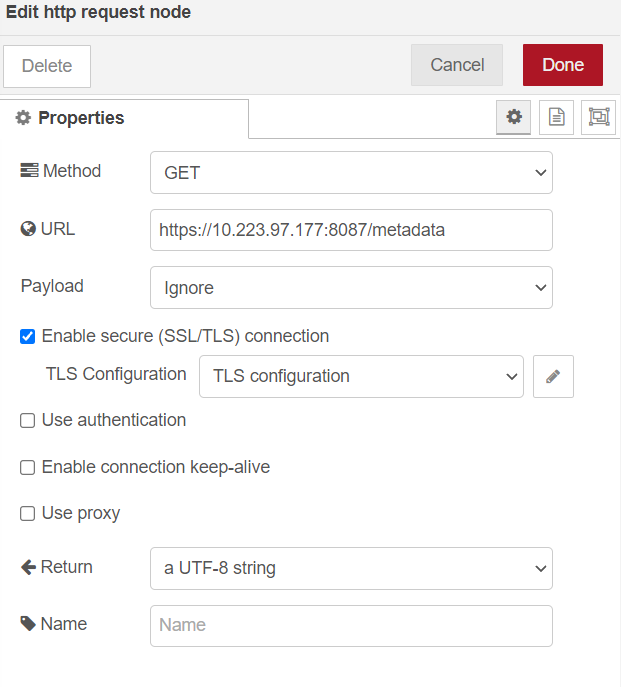 Edit http request node
Delete
Cancel
Done
Properties
Method
GET
URL
https://10.223.97.177:8087/metadata
Payload
Ignore
Enable secure (SSL/TLS) connection
TLS Configuration
TLS configuration
Use authentication
Enable connection keep-alive
Use proxy
Return
a UTF-8 string
Name
Name